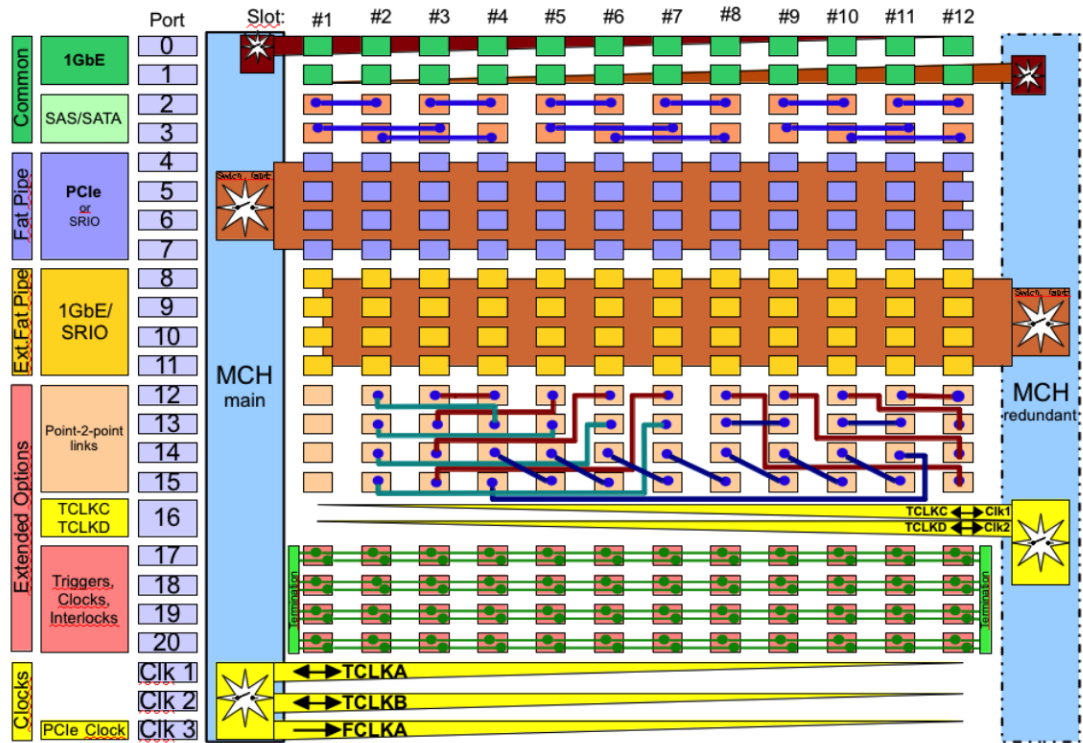 Port Slot: #1 #2 #3 #4 #5 #6 #7 #8 #9 #10 #11 #12
Common
1GbE
0
1
SAS/SATA
2
3
Fat Pipe
PCIe
or
SRIO
4
5
6
7
Switch, fabric
Ext.Fat Pipe
1GbE/
SRIO
8
9
10
11
Switch, fabric
MCH
main
MCH
redundant
Extended Options
Point-2-point
links
12
13
14
15
TCLKC
TCLKD
16
TCLKC Clk1
TCLKD Clk2
Triggers,
Clocks,
Interlocks
17
18
19
20
Termination
Termination
Clocks
Clk 1
TCLKA
Clk 2
TCLKB
PCIe Clock
Clk 3
FCLKA